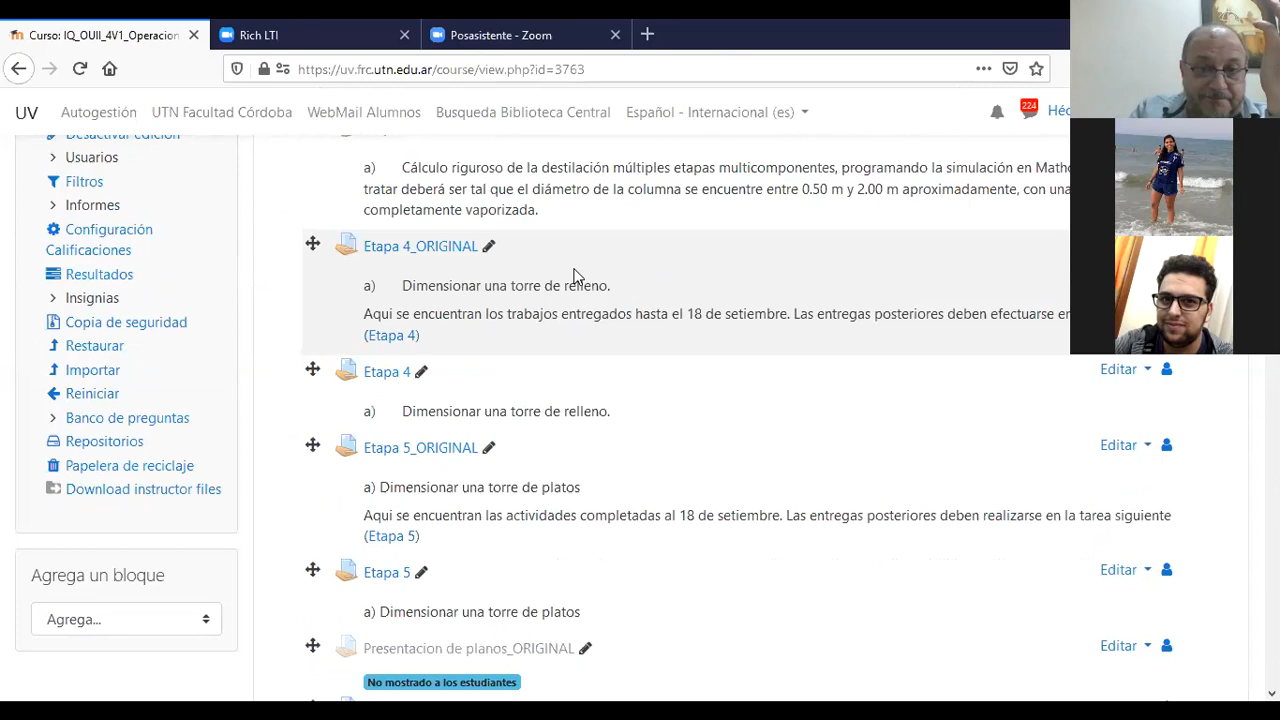 Curso: IQ_OUII_4V1_Operacion
Rich LTI
Posasistente - Zoom
https://uv.frc.utn.edu.ar/course/view.php?id=3763
UV Autogestión UTN Facultad Córdoba WebMail Alumnos Busqueda Biblioteca Central Español - Internacional (es) 224 Héc
Desactivar edición
Usuarios
Filtros
Informes
Configuración
Calificaciones
Resultados
Insignias
Copia de seguridad
Restaurar
Importar
Reiniciar
Banco de preguntas
Repositorios
Papelera de reciclaje
Download instructor files
Agrega un bloque
Agrega...
a) Cálculo riguroso de la destilación múltiples etapas multicomponentes, programando la simulación en Mathc
tratar deberá ser tal que el diámetro de la columna se encuentre entre 0.50 m y 2.00 m aproximadamente, con una
completamente vaporizada.
Etapa 4_ORIGINAL
a) Dimensionar una torre de relleno.
Aqui se encuentran los trabajos entregados hasta el 18 de setiembre. Las entregas posteriores deben efectuarse en
(Etapa 4)
Etapa 4 Editar
a) Dimensionar una torre de relleno.
Etapa 5_ORIGINAL Editar
a) Dimensionar una torre de platos
Aqui se encuentran las actividades completadas al 18 de setiembre. Las entregas posteriores deben realizarse en la tarea siguiente
(Etapa 5)
Etapa 5 Editar
a) Dimensionar una torre de platos
Presentacion de planos_ORIGINAL Editar
No mostrado a los estudiantes